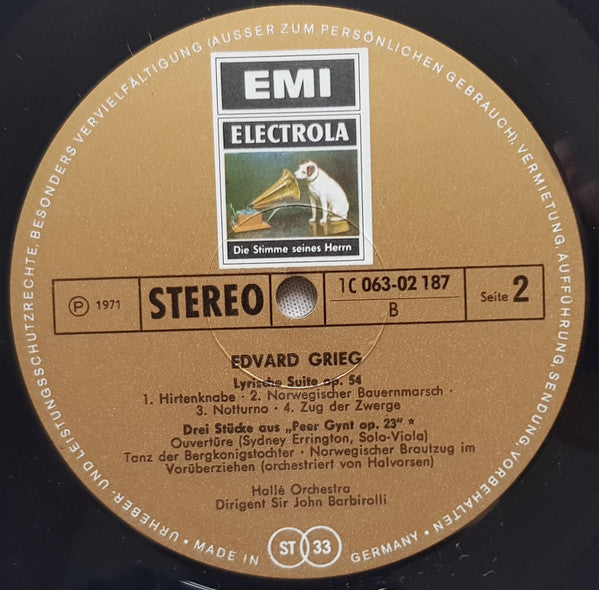 EMI
ELECTROLA
Die Stimme seines Herrn
Ⓟ 1971
STEREO
1C 063-02 187
B
Seite 2
EDVARD GRIEG
Lyrische Suite op. 54
1. Hirtenknabe · 2. Norwegischer Bauernmarsch ·
3. Notturno · 4. Zug der Zwerge
Drei Stücke aus „Peer Gynt op. 23" *
Ouvertüre (Sydney Errington, Solo-Viola)
Tanz der Bergkonigstochter · Norwegischer Brautzug im
Vorüberziehen (orchestriert von Halvorsen)
Hallé Orchestra
Dirigent Sir John Barbirolli
URHEBER- UND LEISTUNGSSCHUTZRECHTE, BESONDERS VERVIELFÄLTIGUNG (AUSSER ZUM PERSÖNLICHEN GEBRAUCH), VERMIETUNG, AUFFÜHRUNG, SENDUNG, VORBEHALTEN ·
MADE IN ST 33 GERMANY ·